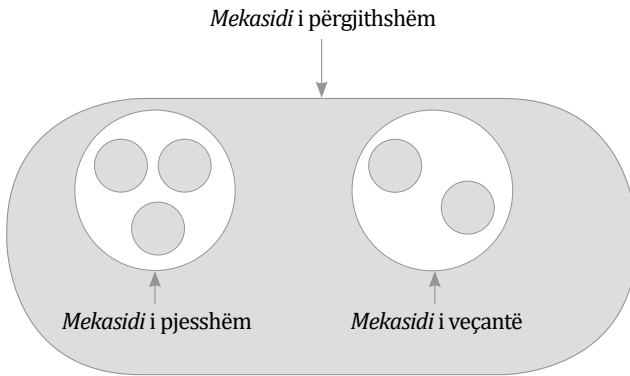 Mekasidi i përgjithshëm
Mekasidi i pjesshëm
Mekasidi i veçantë